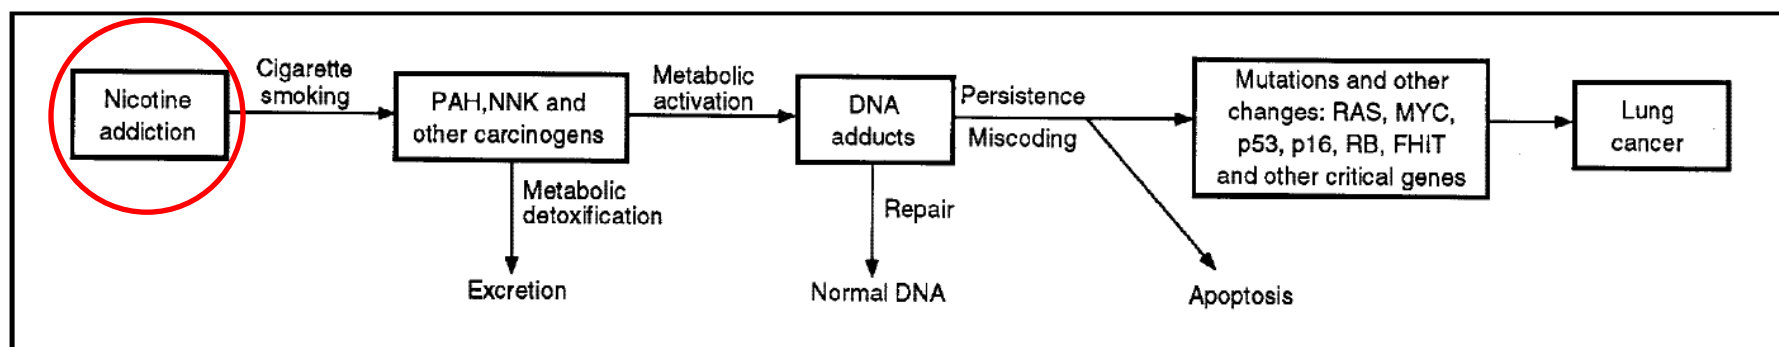 Nicotine
addiction
Cigarette
smoking
PAH,NNK and
other carcinogens
Metabolic
detoxification
Excretion
Metabolic
activation
DNA
adducts
Repair
Normal DNA
Persistence
Miscoding
Apoptosis
Mutations and other
changes: RAS, MYC,
p53, p16, RB, FHIT
and other critical genes
Lung
cancer